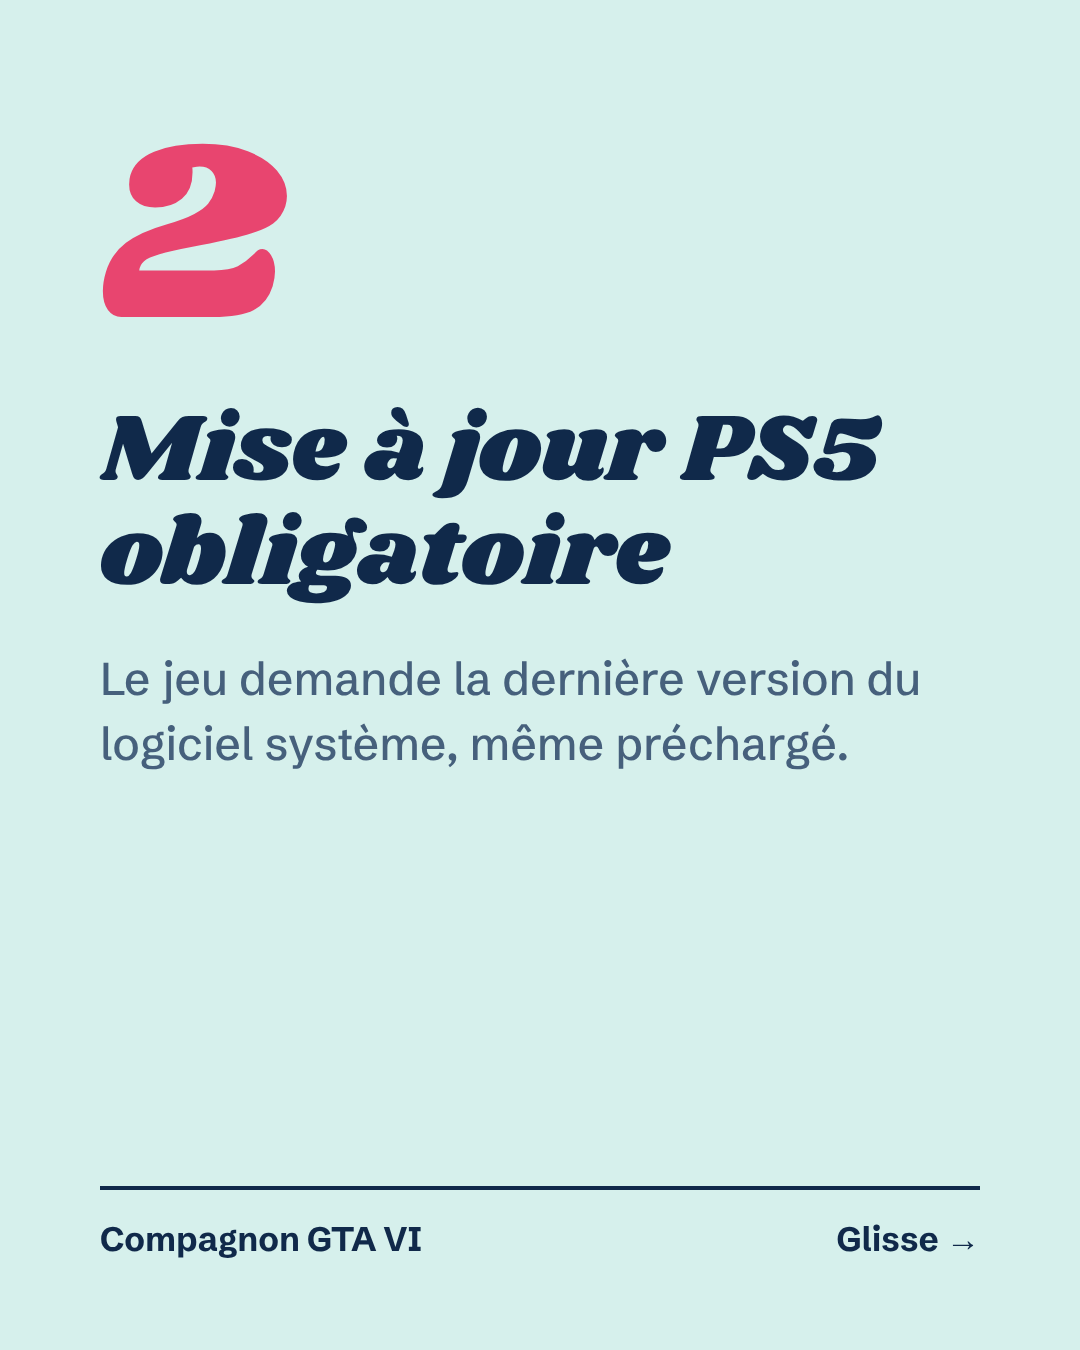 2
Mise à jour PS5
obligatoire
Le jeu demande la dernière version du
logiciel système, même préchargé.
Compagnon GTA VI
Glisse →